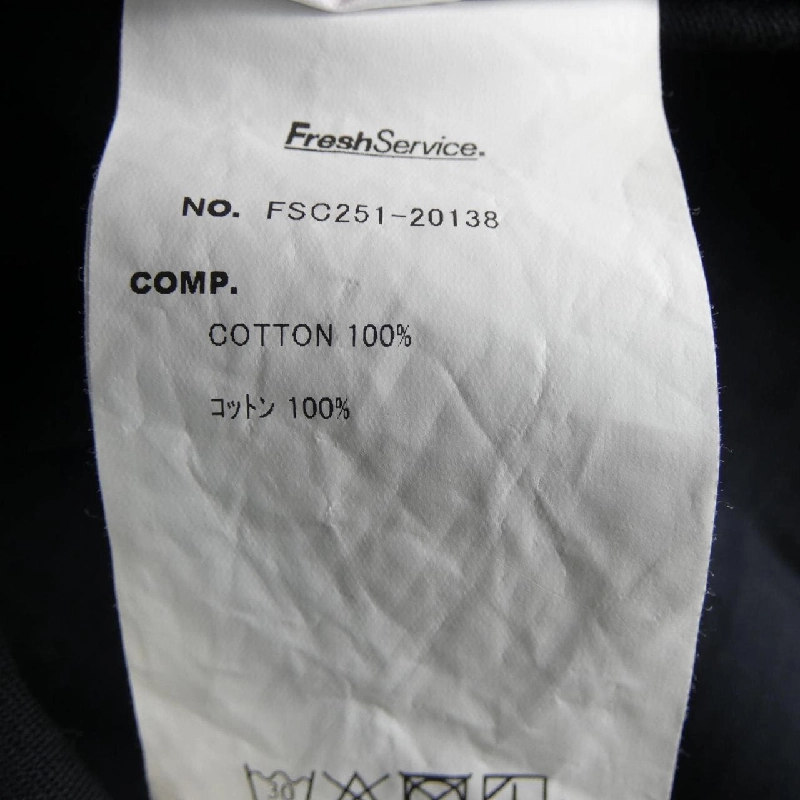 FreshService.
NO. FSC251-20138
COMP.
COTTON 100%
コットン 100%
30